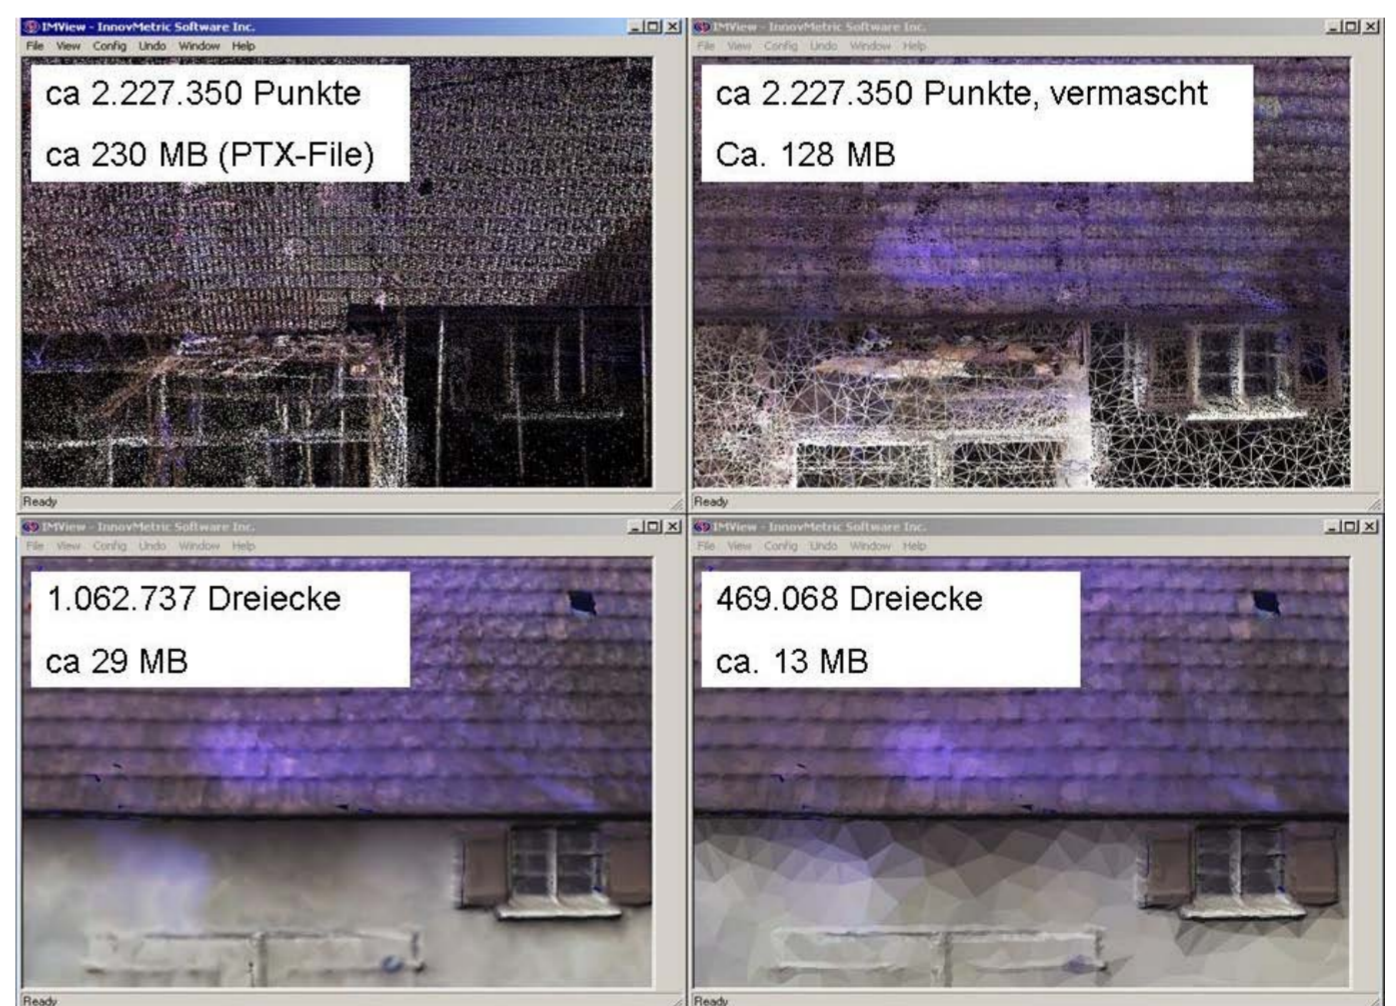 IMView - InnovMetric Software Inc.
File View Config Undo Window Help
ca 2.227.350 Punkte
ca 230 MB (PTX-File)
Ready
IMView - InnovMetric Software Inc.
File View Config Undo Window Help
ca 2.227.350 Punkte, vermascht
Ca. 128 MB
Ready
IMView - InnovMetric Software Inc.
File View Config Undo Window Help
1.062.737 Dreiecke
ca 29 MB
Ready
IMView - InnovMetric Software Inc.
File View Config Undo Window Help
469.068 Dreiecke
ca. 13 MB
Ready